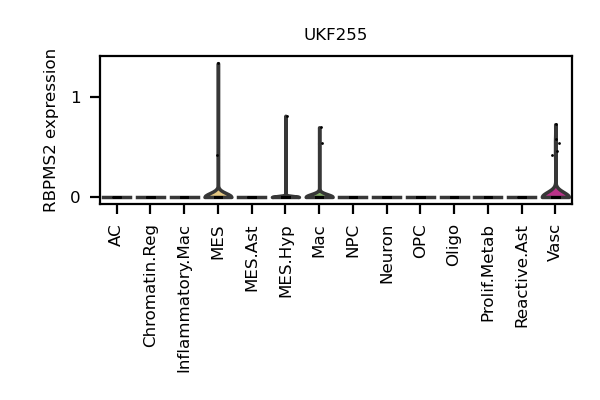 UKF255
RBPMS2 expression
1
0
AC
Chromatin.Reg
Inflammatory.Mac
MES
MES.Ast
MES.Hyp
Mac
NPC
Neuron
OPC
Oligo
Prolif.Metab
Reactive.Ast
Vasc